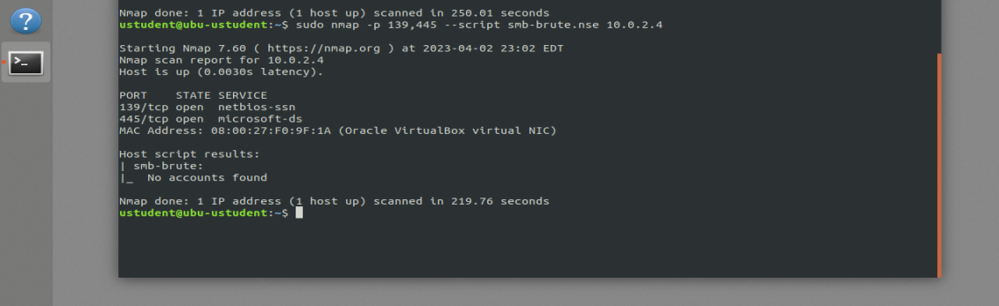 Nmap done: 1 IP address (1 host up) scanned in 250.01 seconds
ustudent@ubu-ustudent:~$ sudo nmap -p 139,445 --script smb-brute.nse 10.0.2.4
Starting Nmap 7.60 ( https://nmap.org ) at 2023-04-02 23:02 EDT
Nmap scan report for 10.0.2.4
Host is up (0.0030s latency).
PORT    STATE SERVICE
139/tcp open  netbios-ssn
445/tcp open  microsoft-ds
MAC Address: 08:00:27:F0:9F:1A (Oracle VirtualBox virtual NIC)
Host script results:
| smb-brute:
|_  No accounts found
Nmap done: 1 IP address (1 host up) scanned in 219.76 seconds
ustudent@ubu-ustudent:~$